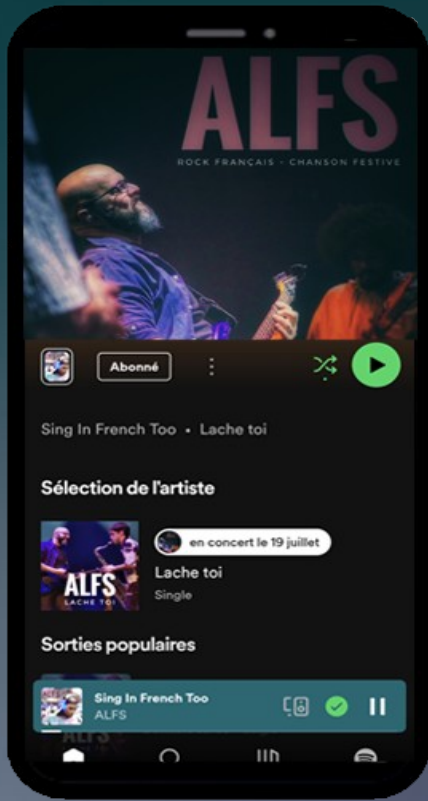 ALFS
ROCK FRANÇAIS - CHANSON FESTIVE
Abonné
Sing In French Too • Lache toi
Sélection de l'artiste
en concert le 19 juillet
Lache toi
Single
ALFS
LACHE TOI
Sorties populaires
Sing In French Too
ALFS
ALFS